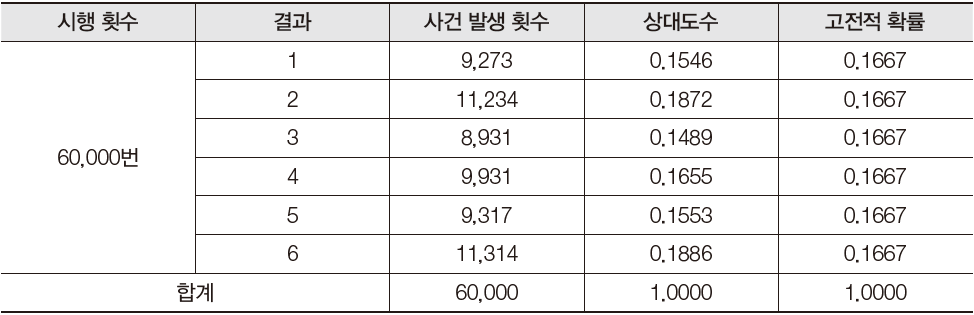 시행 횟수 결과 사건 발생 횟수 상대도수 고전적 확률
1 9,273 0.1546 0.1667
2 11,234 0.1872 0.1667
3 8,931 0.1489 0.1667
60,000번
4 9,931 0.1655 0.1667
5 9,317 0.1553 0.1667
6 11,314 0.1886 0.1667
합계 60,000 1.0000 1.0000